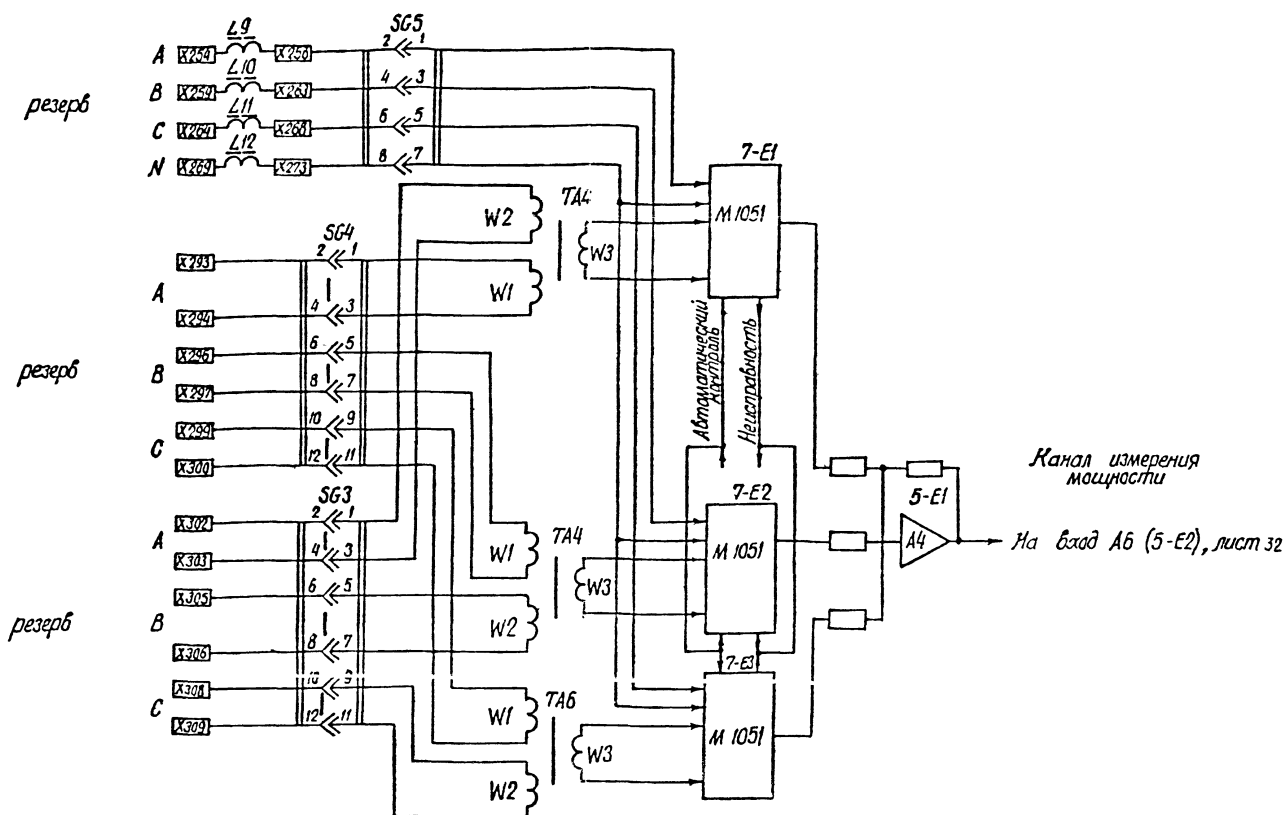 SG5
L9
A X254 X258 2 1
L10
B X259 X263 4 3
резерв
L11
C X264 X268 6 5
L12
N X269 X273 8 7
7-E1
M 1051
W2
TA4
W3
W1
SG4
X293 2 1
A
X294 4 3
X296 6 5
резерв
B
X297 8 7
X299 10 9
C
X300 12 11
Автоматический
контроль
Неисправность
SG3
X302 2 1
A
X303 4 3
X305 6 5
резерв
B
X306 8 7
X308 10 9
C
X309 12 11
W1
TA4
W3
W2
7-E2
M 1051
7-E3
M 1051
W1
TA6
W3
W2
5-E1
A4
Канал измерения
мощности
На вход A6 (5-E2), лист 32